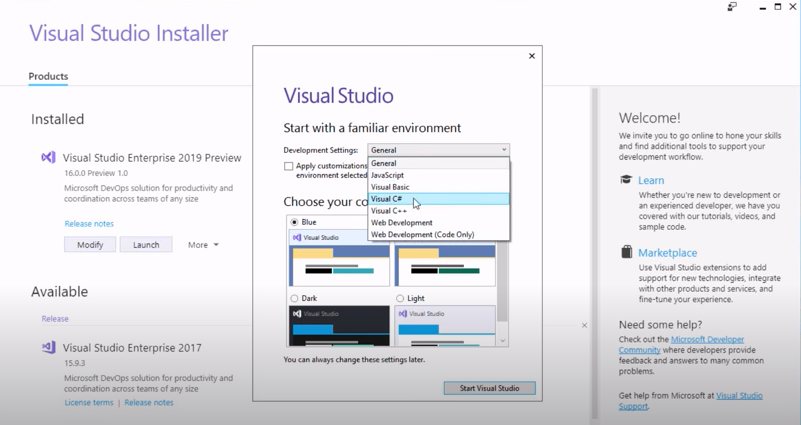 Visual Studio Installer
Products
Installed
Visual Studio Enterprise 2019 Preview
16.0.0 Preview 1.0
Microsoft DevOps solution for productivity and
coordination across teams of any size
Release notes
Modify
Launch
More
Available
Release
Visual Studio Enterprise 2017
15.9.3
Microsoft DevOps solution for productivity and
coordination across teams of any size
License terms | Release notes
Visual Studio
Start with a familiar environment
Development Settings: General
General
JavaScript
Visual Basic
Visual C#
Visual C++
Web Development
Web Development (Code Only)
Apply customizations
environment selected
Choose your co
Blue
Visual Studio
Dark
Light
Visual Studio
Visual Studio
You can always change these settings later.
Start Visual Studio
Welcome!
We invite you to go online to hone your skills
and find additional tools to support your
development workflow.
Learn
Whether you're new to development or
an experienced developer, we have you
covered with our tutorials, videos, and
sample code.
Marketplace
Use Visual Studio extensions to add
support for new technologies, integrate
with other products and services, and
fine-tune your experience.
Need some help?
Check out the Microsoft Developer
Community where developers provide
feedback and answers to many common
problems.
Get help from Microsoft at Visual Studio
Support.